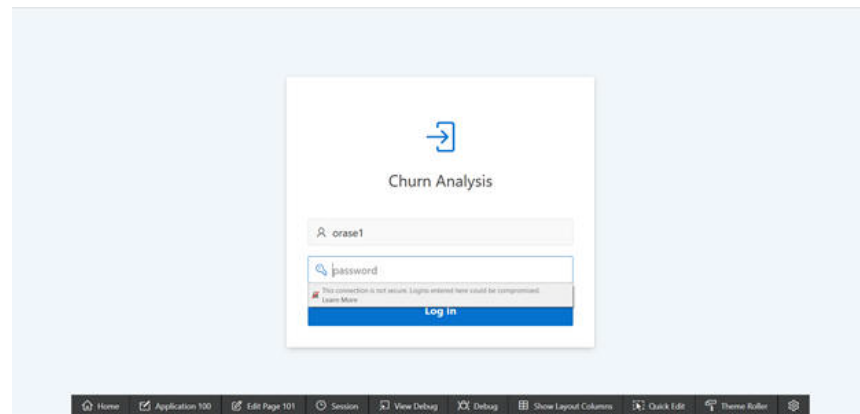 Churn Analysis
orase1
password
This connection is not secure. Logins entered here could be compromised.
Learn More
Log in
Home Application 100 Edit Page 101 Session View Debug Debug Show Layout Columns Quick Edit Theme Roller